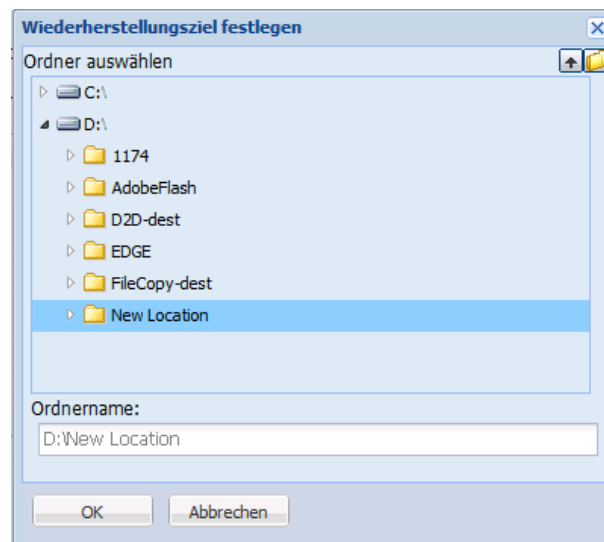 Wiederherstellungsziel festlegen
Ordner auswählen
C:\
D:\
1174
AdobeFlash
D2D-dest
EDGE
FileCopy-dest
New Location
Ordnername:
D:\New Location
OK Abbrechen